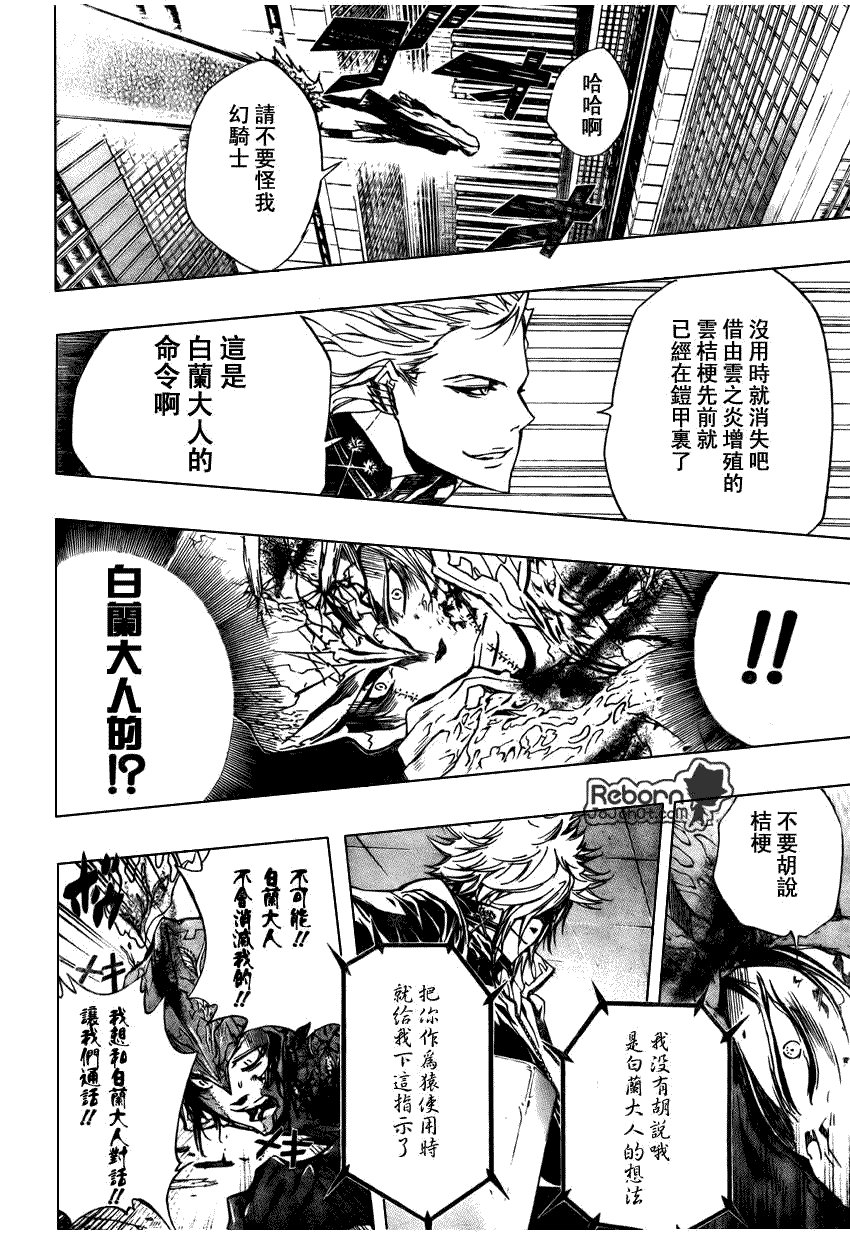 哈哈啊
請不要怪我
幻騎士
沒用時就消失吧
借由雲之炎增殖的
雲桔梗先前就
已經在鎧甲裏了
這是
白蘭大人的
命令啊
!!
白蘭大人的!?
不要胡說
桔梗
Reborn
我没有胡說哦
是白蘭大人的想法
把你作爲猿使用時
就給我下這指示了
不可能!!
白蘭大人
不會消滅我的!!
我想和白蘭大人對話!!
讓我們通話!!
メキ
メキ